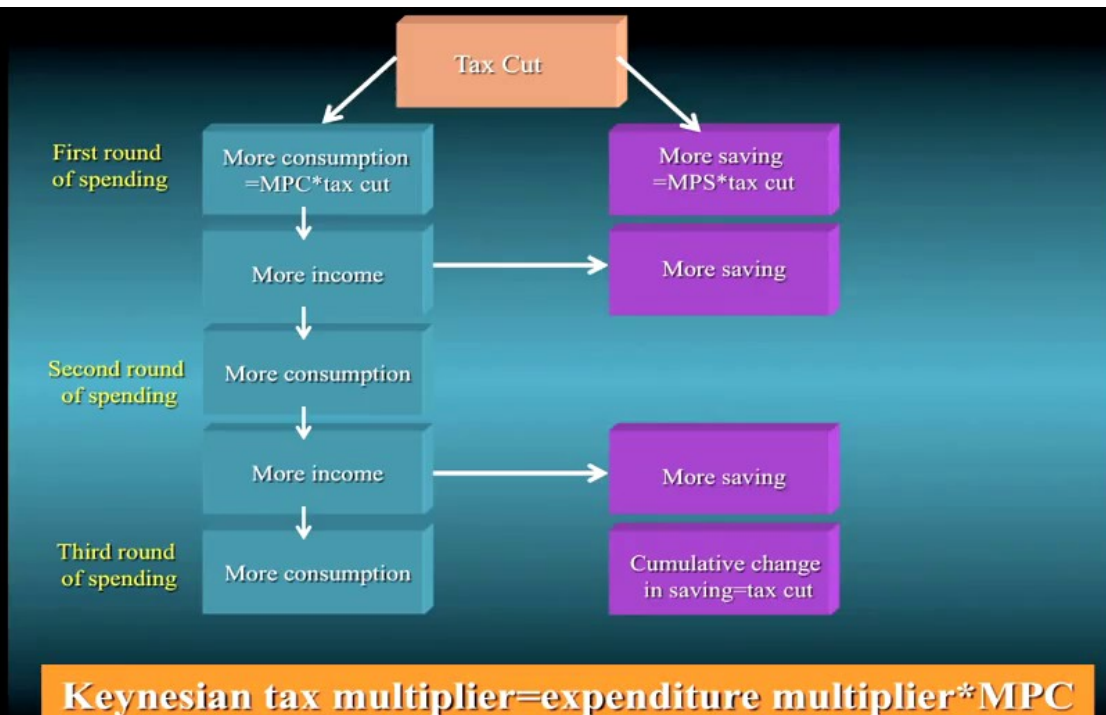 Tax Cut
First round
of spending
More consumption
=MPC*tax cut
More saving
=MPS*tax cut
More income
More saving
Second round
of spending
More consumption
More income
More saving
Third round
of spending
More consumption
Cumulative change
in saving=tax cut
Keynesian tax multiplier=expenditure multiplier*MPC